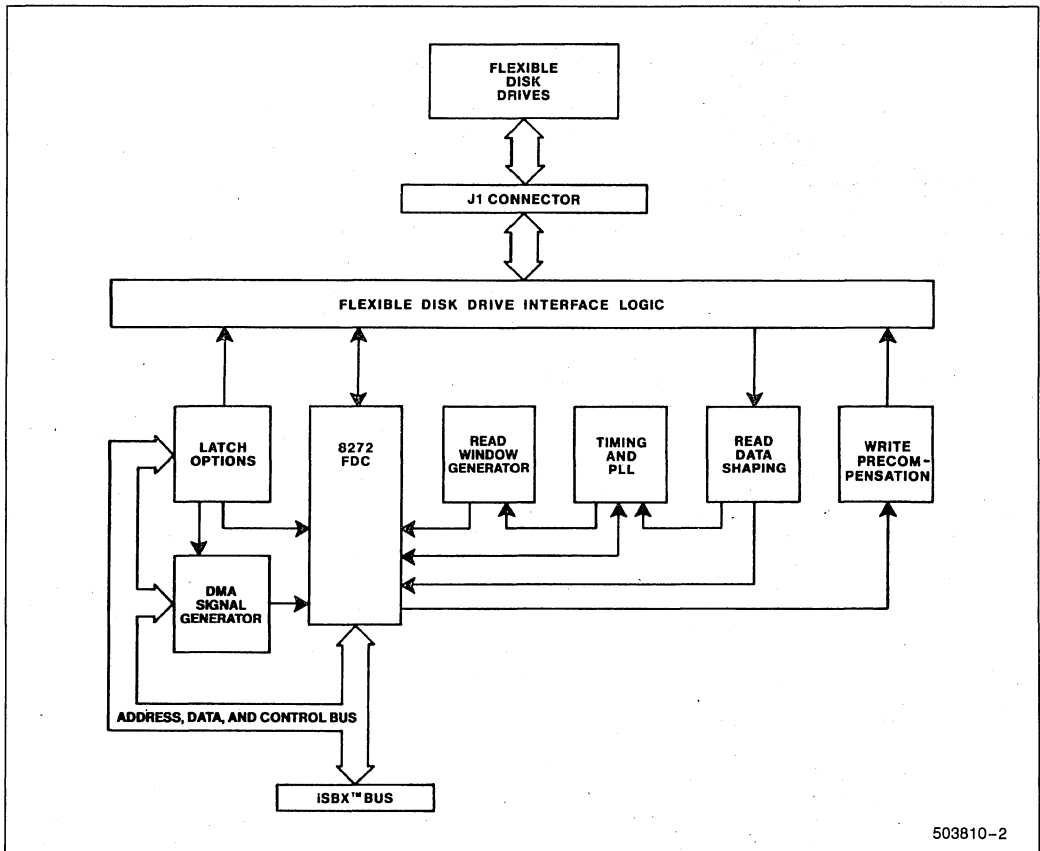 FLEXIBLE
DISK
DRIVES
J1 CONNECTOR
FLEXIBLE DISK DRIVE INTERFACE LOGIC
LATCH
OPTIONS
8272
FDC
READ
WINDOW
GENERATOR
TIMING
AND
PLL
READ
DATA
SHAPING
WRITE
PRECOM-
PENSATION
DMA
SIGNAL
GENERATOR
ADDRESS, DATA, AND CONTROL BUS
iSBX™ BUS
503810-2